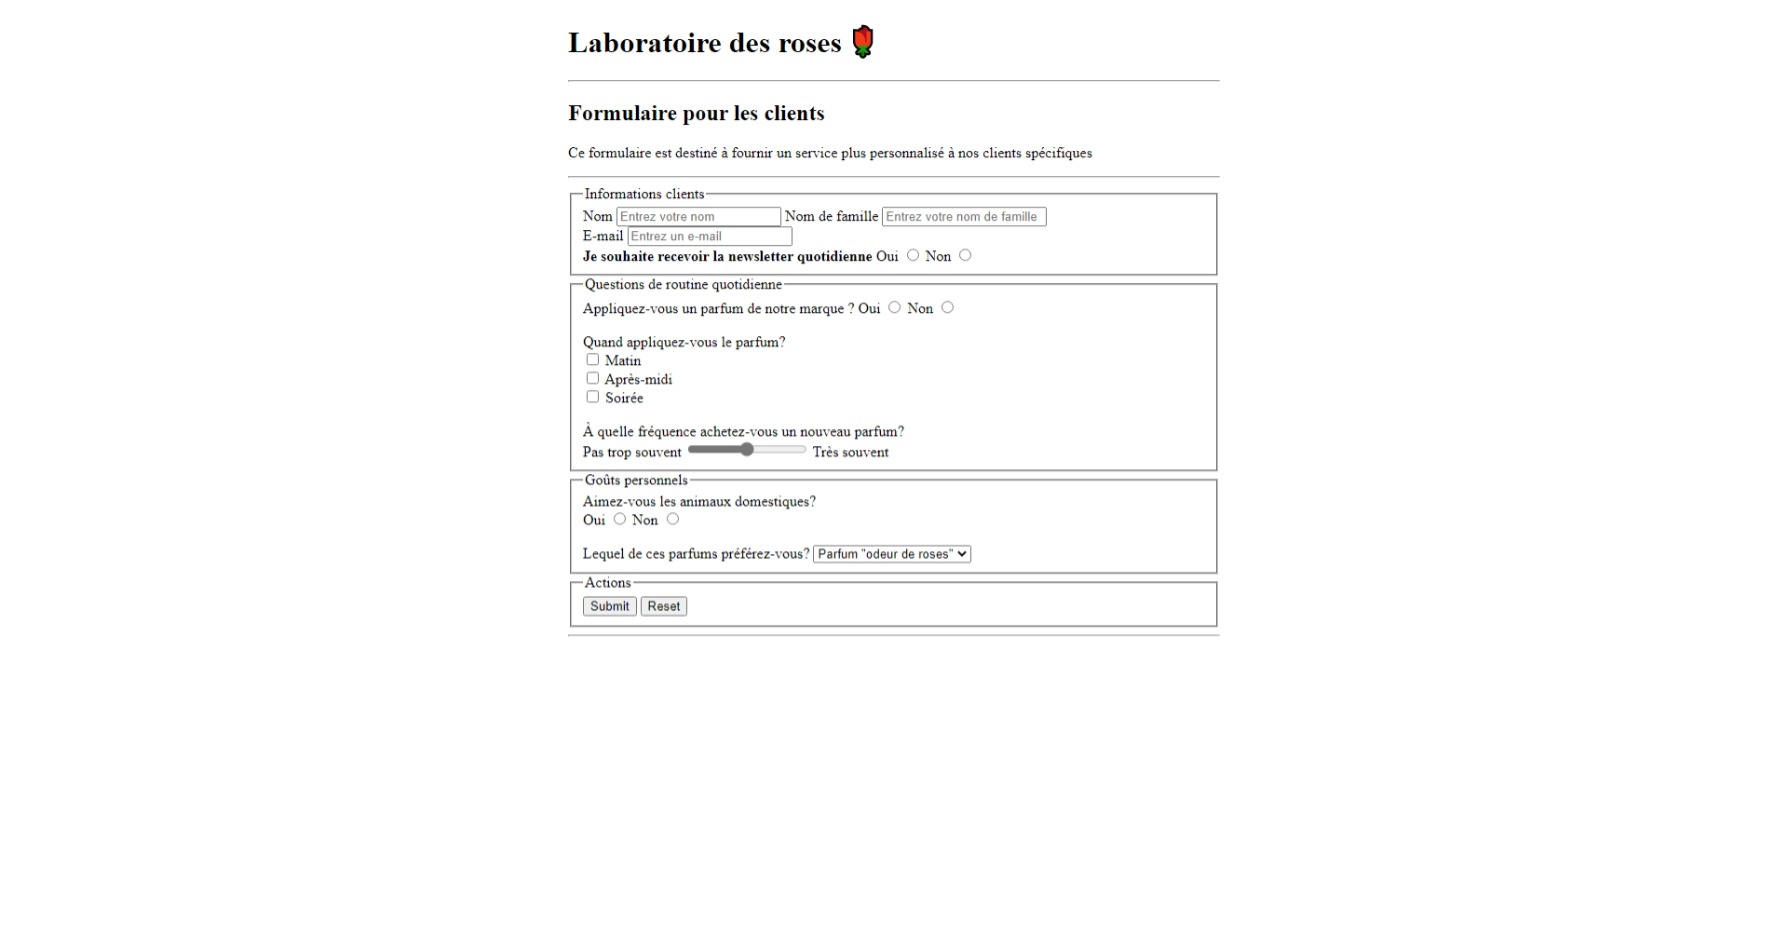 Laboratoire des roses
Formulaire pour les clients
Ce formulaire est destiné à fournir un service plus personnalisé à nos clients spécifiques
Informations clients
Nom Entrez votre nom Nom de famille Entrez votre nom de famille
E-mail Entrez un e-mail
Je souhaite recevoir la newsletter quotidienne Oui Non
Questions de routine quotidienne
Appliquez-vous un parfum de notre marque ? Oui Non
Quand appliquez-vous le parfum?
Matin
Après-midi
Soirée
À quelle fréquence achetez-vous un nouveau parfum?
Pas trop souvent Très souvent
Goûts personnels
Aimez-vous les animaux domestiques?
Oui Non
Lequel de ces parfums préférez-vous? Parfum "odeur de roses"
Actions
Submit Reset